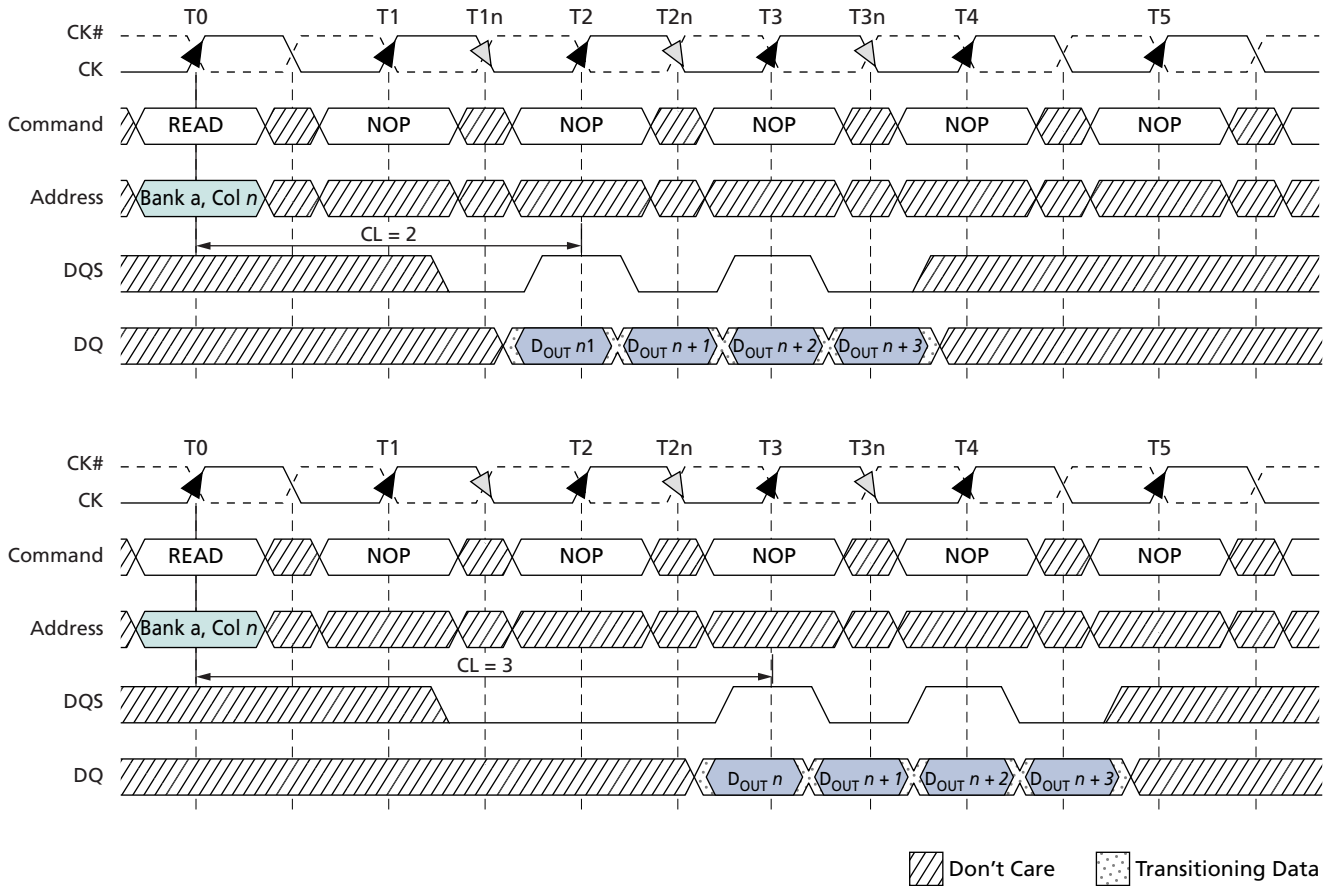 T0 T1 T1n T2 T2n T3 T3n T4 T5
CK#
CK
Command READ NOP NOP NOP NOP NOP
Address Bank a, Col n
CL = 2
DQS
DQ DOUT n1 DOUT n + 1 DOUT n + 2 DOUT n + 3
T0 T1 T2 T2n T3 T3n T4 T5
CK#
CK
Command READ NOP NOP NOP NOP NOP
Address Bank a, Col n
CL = 3
DQS
DQ DOUT n DOUT n + 1 DOUT n + 2 DOUT n + 3
Don't Care Transitioning Data